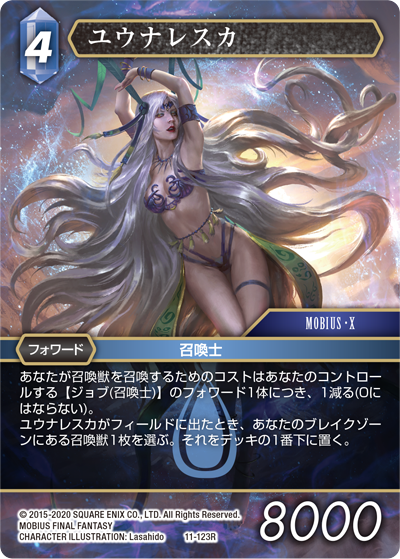 4
ユウナレスカ
MOBIUS・X
フォワード
召喚士
あなたが召喚獣を召喚するためのコストはあなたのコントロー
ルする【ジョブ(召喚士)】のフォワード1体につき、1減る(0に
はならない)。
ユウナレスカがフィールドに出たとき、あなたのブレイクゾー
ンにある召喚獣1枚を選ぶ。それをデッキの1番下に置く。
© 2015-2020 SQUARE ENIX CO., LTD. All Rights Reserved.
MOBIUS FINAL FANTASY
CHARACTER ILLUSTRATION: Lasahido
11-123R
8000